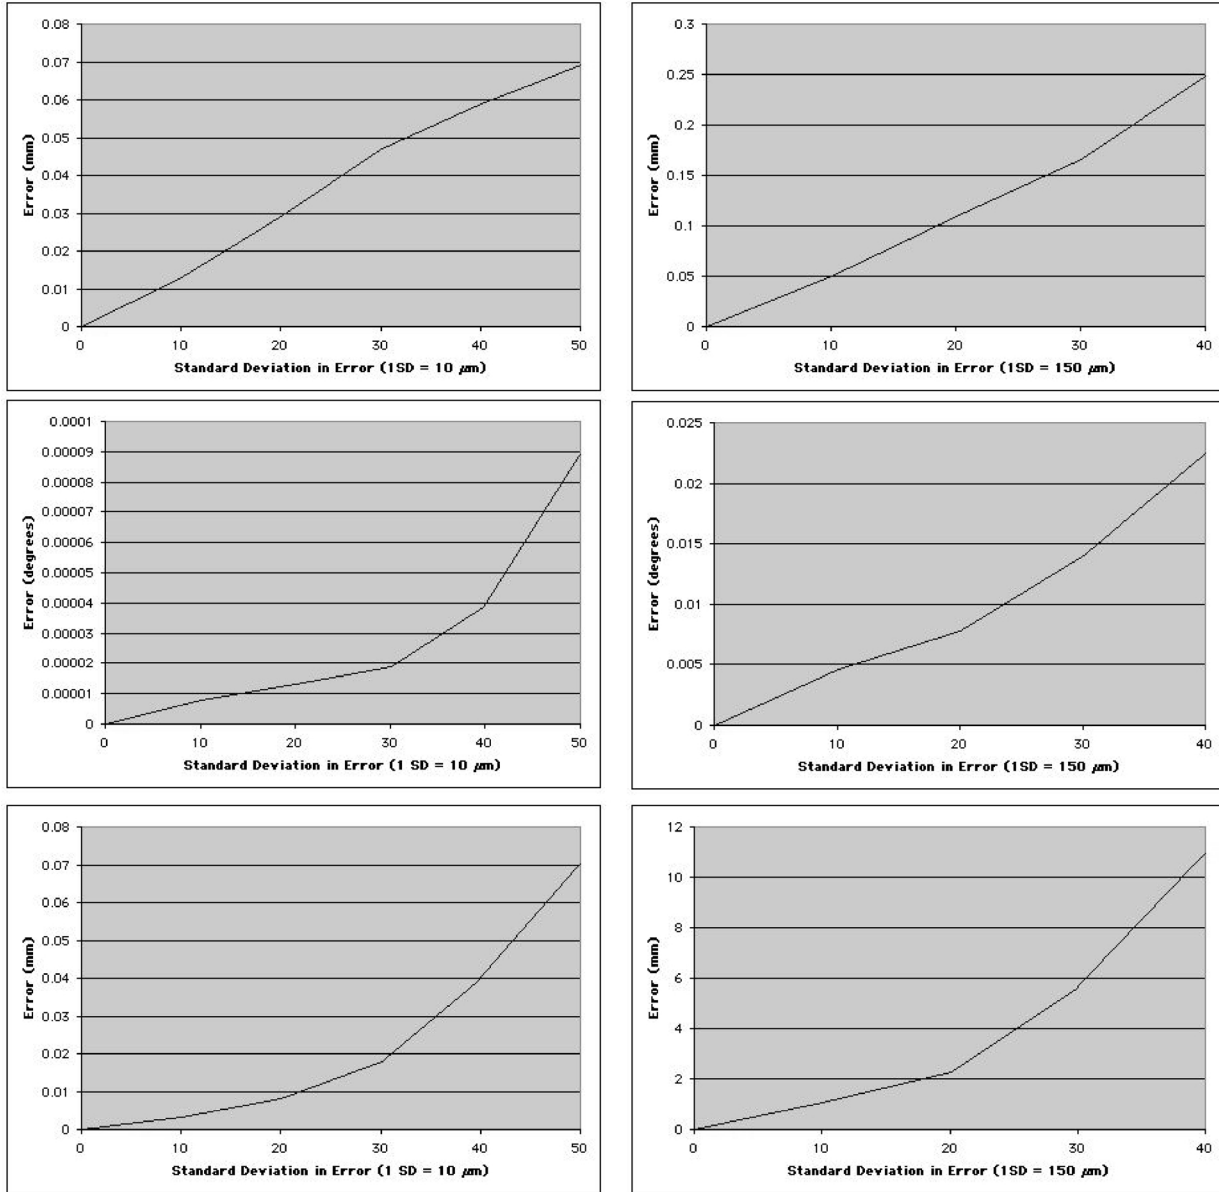 0.08
0.07
0.06
0.05
0.04
0.03
0.02
0.01
0
Error (mm)
0 10 20 30 40 50
Standard Deviation in Error (1SD = 10 μm)
0.3
0.25
0.2
0.15
0.1
0.05
0
Error (mm)
0 10 20 30 40
Standard Deviation in Error (1SD = 150 μm)
0.0001
0.00009
0.00008
0.00007
0.00006
0.00005
0.00004
0.00003
0.00002
0.00001
0
Error (degrees)
0 10 20 30 40 50
Standard Deviation in Error (1 SD = 10 μm)
0.025
0.02
0.015
0.01
0.005
0
Error (degrees)
0 10 20 30 40
Standard Deviation in Error (1SD = 150 μm)
0.08
0.07
0.06
0.05
0.04
0.03
0.02
0.01
0
Error (mm)
0 10 20 30 40 50
Standard Deviation in Error (1 SD = 10 μm)
12
10
8
6
4
2
0
Error (mm)
0 10 20 30 40
Standard Deviation in Error (1SD = 150 μm)